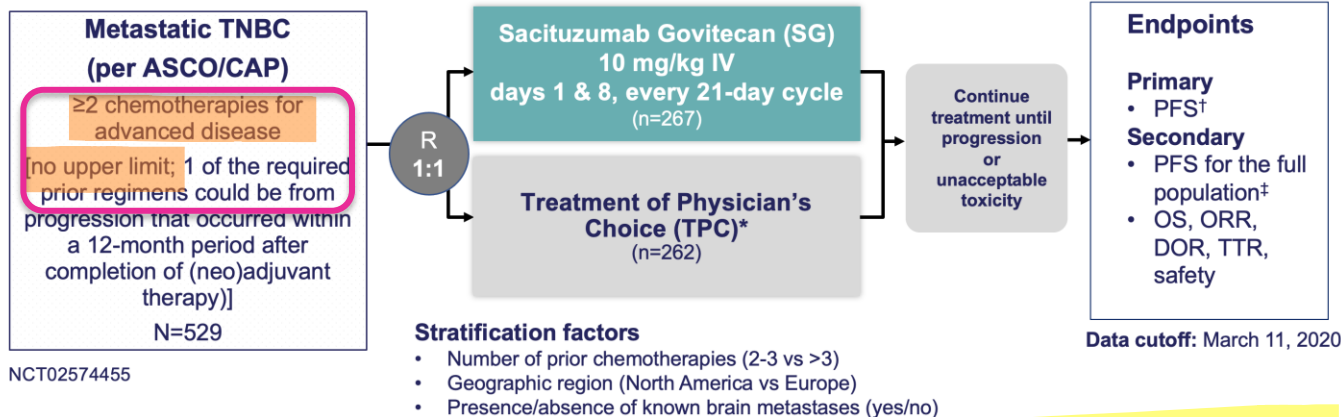 Metastatic TNBC
(per ASCO/CAP)
≥2 chemotherapies for
advanced disease
[no upper limit; 1 of the required
prior regimens could be from
progression that occurred within
a 12-month period after
completion of (neo)adjuvant
therapy)]
N=529
NCT02574455
R
1:1
Sacituzumab Govitecan (SG)
10 mg/kg IV
days 1 & 8, every 21-day cycle
(n=267)
Treatment of Physician's
Choice (TPC)*
(n=262)
Continue
treatment until
progression
or
unacceptable
toxicity
Endpoints
Primary
• PFS†
Secondary
• PFS for the full
population‡
• OS, ORR,
DOR, TTR,
safety
Data cutoff: March 11, 2020
Stratification factors
• Number of prior chemotherapies (2-3 vs >3)
• Geographic region (North America vs Europe)
• Presence/absence of known brain metastases (yes/no)